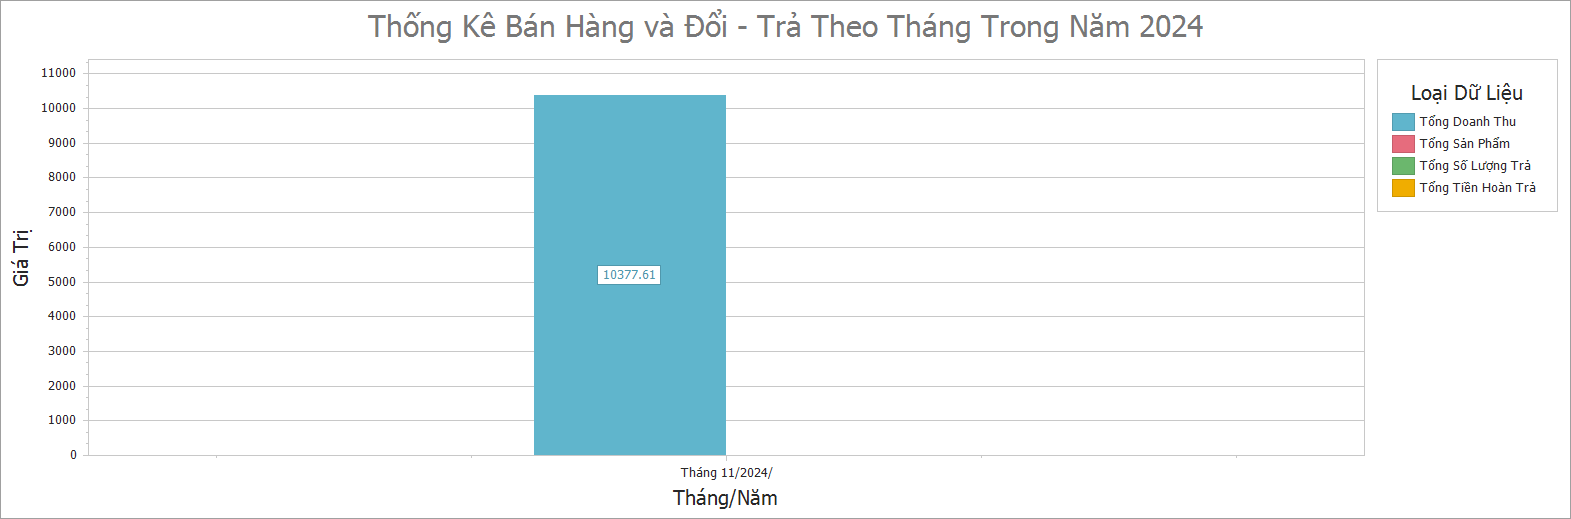 Thống Kê Bán Hàng và Đổi - Trả Theo Tháng Trong Năm 2024
Giá Trị
11000
10000
9000
8000
7000
6000
5000
4000
3000
2000
1000
0
10377.61
Tháng 11/2024/
Tháng/Năm
Loại Dữ Liệu
Tổng Doanh Thu
Tổng Sản Phẩm
Tổng Số Lượng Trả
Tổng Tiền Hoàn Trả